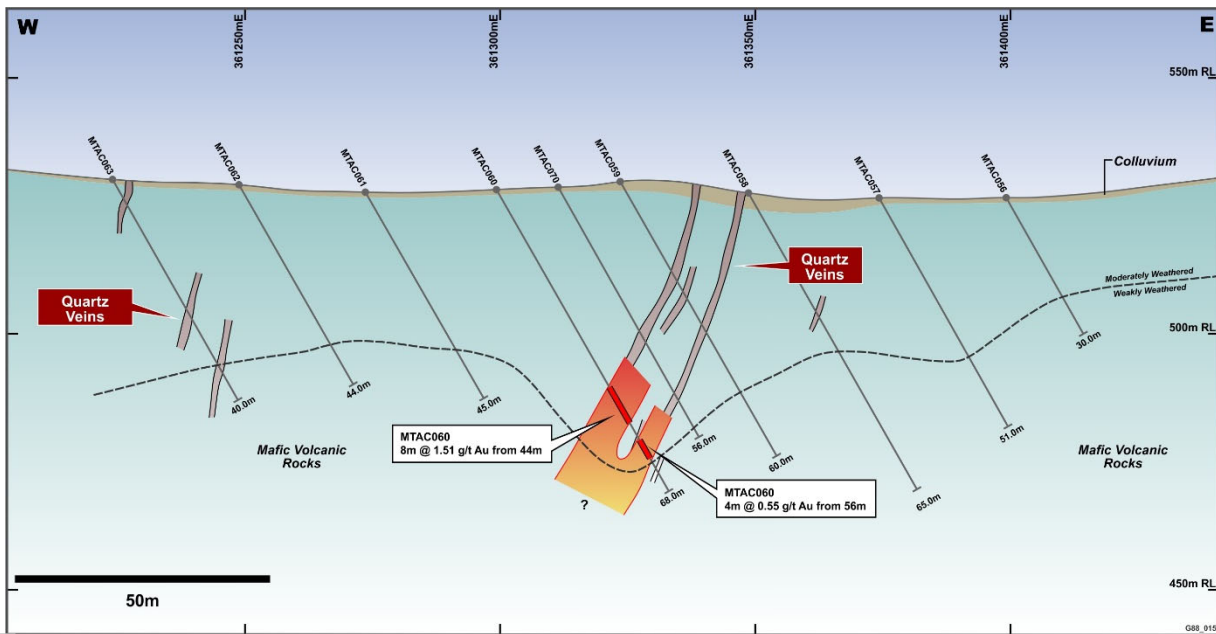 W
E
361250mE
361300mE
361350mE
361400mE
550m RL
MTAC063
MTAC062
MTAC061
MTAC060
MTAC070
MTAC059
MTAC058
MTAC057
MTAC056
Colluvium
Quartz
Veins
Quartz
Veins
Moderately Weathered
Weakly Weathered
500m RL
30.0m
40.0m
44.0m
45.0m
56.0m
60.0m
51.0m
65.0m
68.0m
Mafic Volcanic
Rocks
MTAC060
8m @ 1.51 g/t Au from 44m
Mafic Volcanic
Rocks
MTAC060
4m @ 0.55 g/t Au from 56m
?
50m
450m RL
G88_015